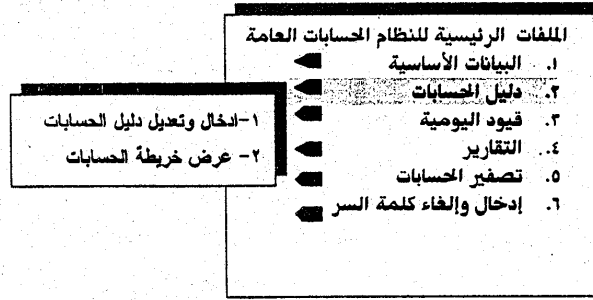 الملفات الرئيسية للنظام الحسابات العامة
١. البيانات الأساسية
٢. دليل الحسابات
٣. قيود اليومية
٤. التقارير
٥. تصفير الحسابات
٦. إدخال وإلغاء كلمة السر
١-ادخال وتعديل دليل الحسابات
٢- عرض خريطة الحسابات